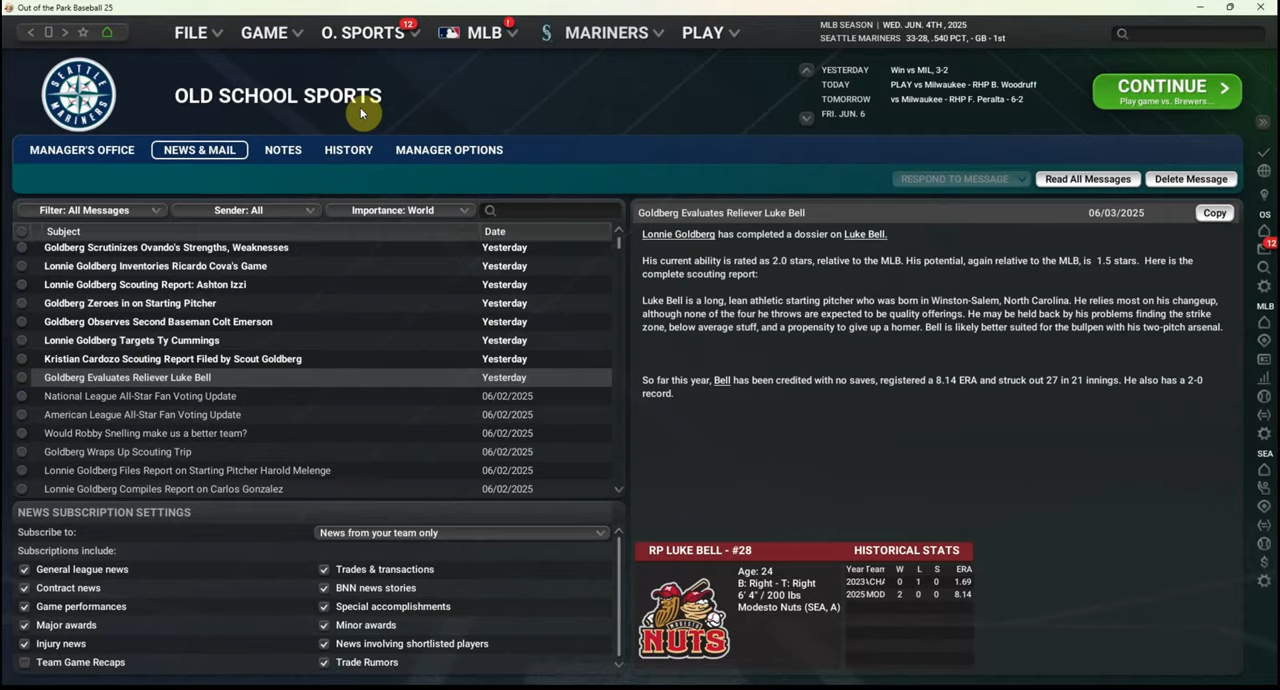 Out of the Park Baseball 25
FILE GAME O. SPORTS 12 MLB ! MARINERS PLAY
MLB SEASON | WED. JUN. 4TH , 2025
SEATTLE MARINERS 33-28, .540 PCT, - GB - 1st
SEATTLE MARINERS
OLD SCHOOL SPORTS
YESTERDAY Win vs MIL, 3-2
TODAY PLAY vs Milwaukee - RHP B. Woodruff
TOMORROW vs Milwaukee - RHP F. Peralta - 6-2
FRI. JUN. 6
CONTINUE
Play game vs. Brewers...
MANAGER'S OFFICE NEWS & MAIL NOTES HISTORY MANAGER OPTIONS
RESPOND TO MESSAGE Read All Messages Delete Message
Filter: All Messages Sender: All Importance: World
Subject Date
Goldberg Scrutinizes Ovando's Strengths, Weaknesses Yesterday
Lonnie Goldberg Inventories Ricardo Cova's Game Yesterday
Lonnie Goldberg Scouting Report: Ashton Izzi Yesterday
Goldberg Zeroes in on Starting Pitcher Yesterday
Goldberg Observes Second Baseman Colt Emerson Yesterday
Lonnie Goldberg Targets Ty Cummings Yesterday
Kristian Cardozo Scouting Report Filed by Scout Goldberg Yesterday
Goldberg Evaluates Reliever Luke Bell Yesterday
National League All-Star Fan Voting Update 06/02/2025
American League All-Star Fan Voting Update 06/02/2025
Would Robby Snelling make us a better team? 06/02/2025
Goldberg Wraps Up Scouting Trip 06/02/2025
Lonnie Goldberg Files Report on Starting Pitcher Harold Melenge 06/02/2025
Lonnie Goldberg Compiles Report on Carlos Gonzalez 06/02/2025
NEWS SUBSCRIPTION SETTINGS
Subscribe to: News from your team only
Subscriptions include:
General league news Trades & transactions
Contract news BNN news stories
Game performances Special accomplishments
Major awards Minor awards
Injury news News involving shortlisted players
Team Game Recaps Trade Rumors
Goldberg Evaluates Reliever Luke Bell 06/03/2025 Copy
Lonnie Goldberg has completed a dossier on Luke Bell.
His current ability is rated as 2.0 stars, relative to the MLB. His potential, again relative to the MLB, is 1.5 stars. Here is the
complete scouting report:
Luke Bell is a long, lean athletic starting pitcher who was born in Winston-Salem, North Carolina. He relies most on his changeup,
although none of the four he throws are expected to be quality offerings. He may be held back by his problems finding the strike
zone, below average stuff, and a propensity to give up a homer. Bell is likely better suited for the bullpen with his two-pitch arsenal.
So far this year, Bell has been credited with no saves, registered a 8.14 ERA and struck out 27 in 21 innings. He also has a 2-0
record.
RP LUKE BELL - #28 HISTORICAL STATS
Age: 24
B: Right - T: Right
6' 4" / 200 lbs
Modesto Nuts (SEA, A)
MODESTO
NUTS
Year Team W L S ERA
2023 \CHA 0 1 0 1.69
2025 MOD 2 0 0 8.14
OS
12
MLB
SEA